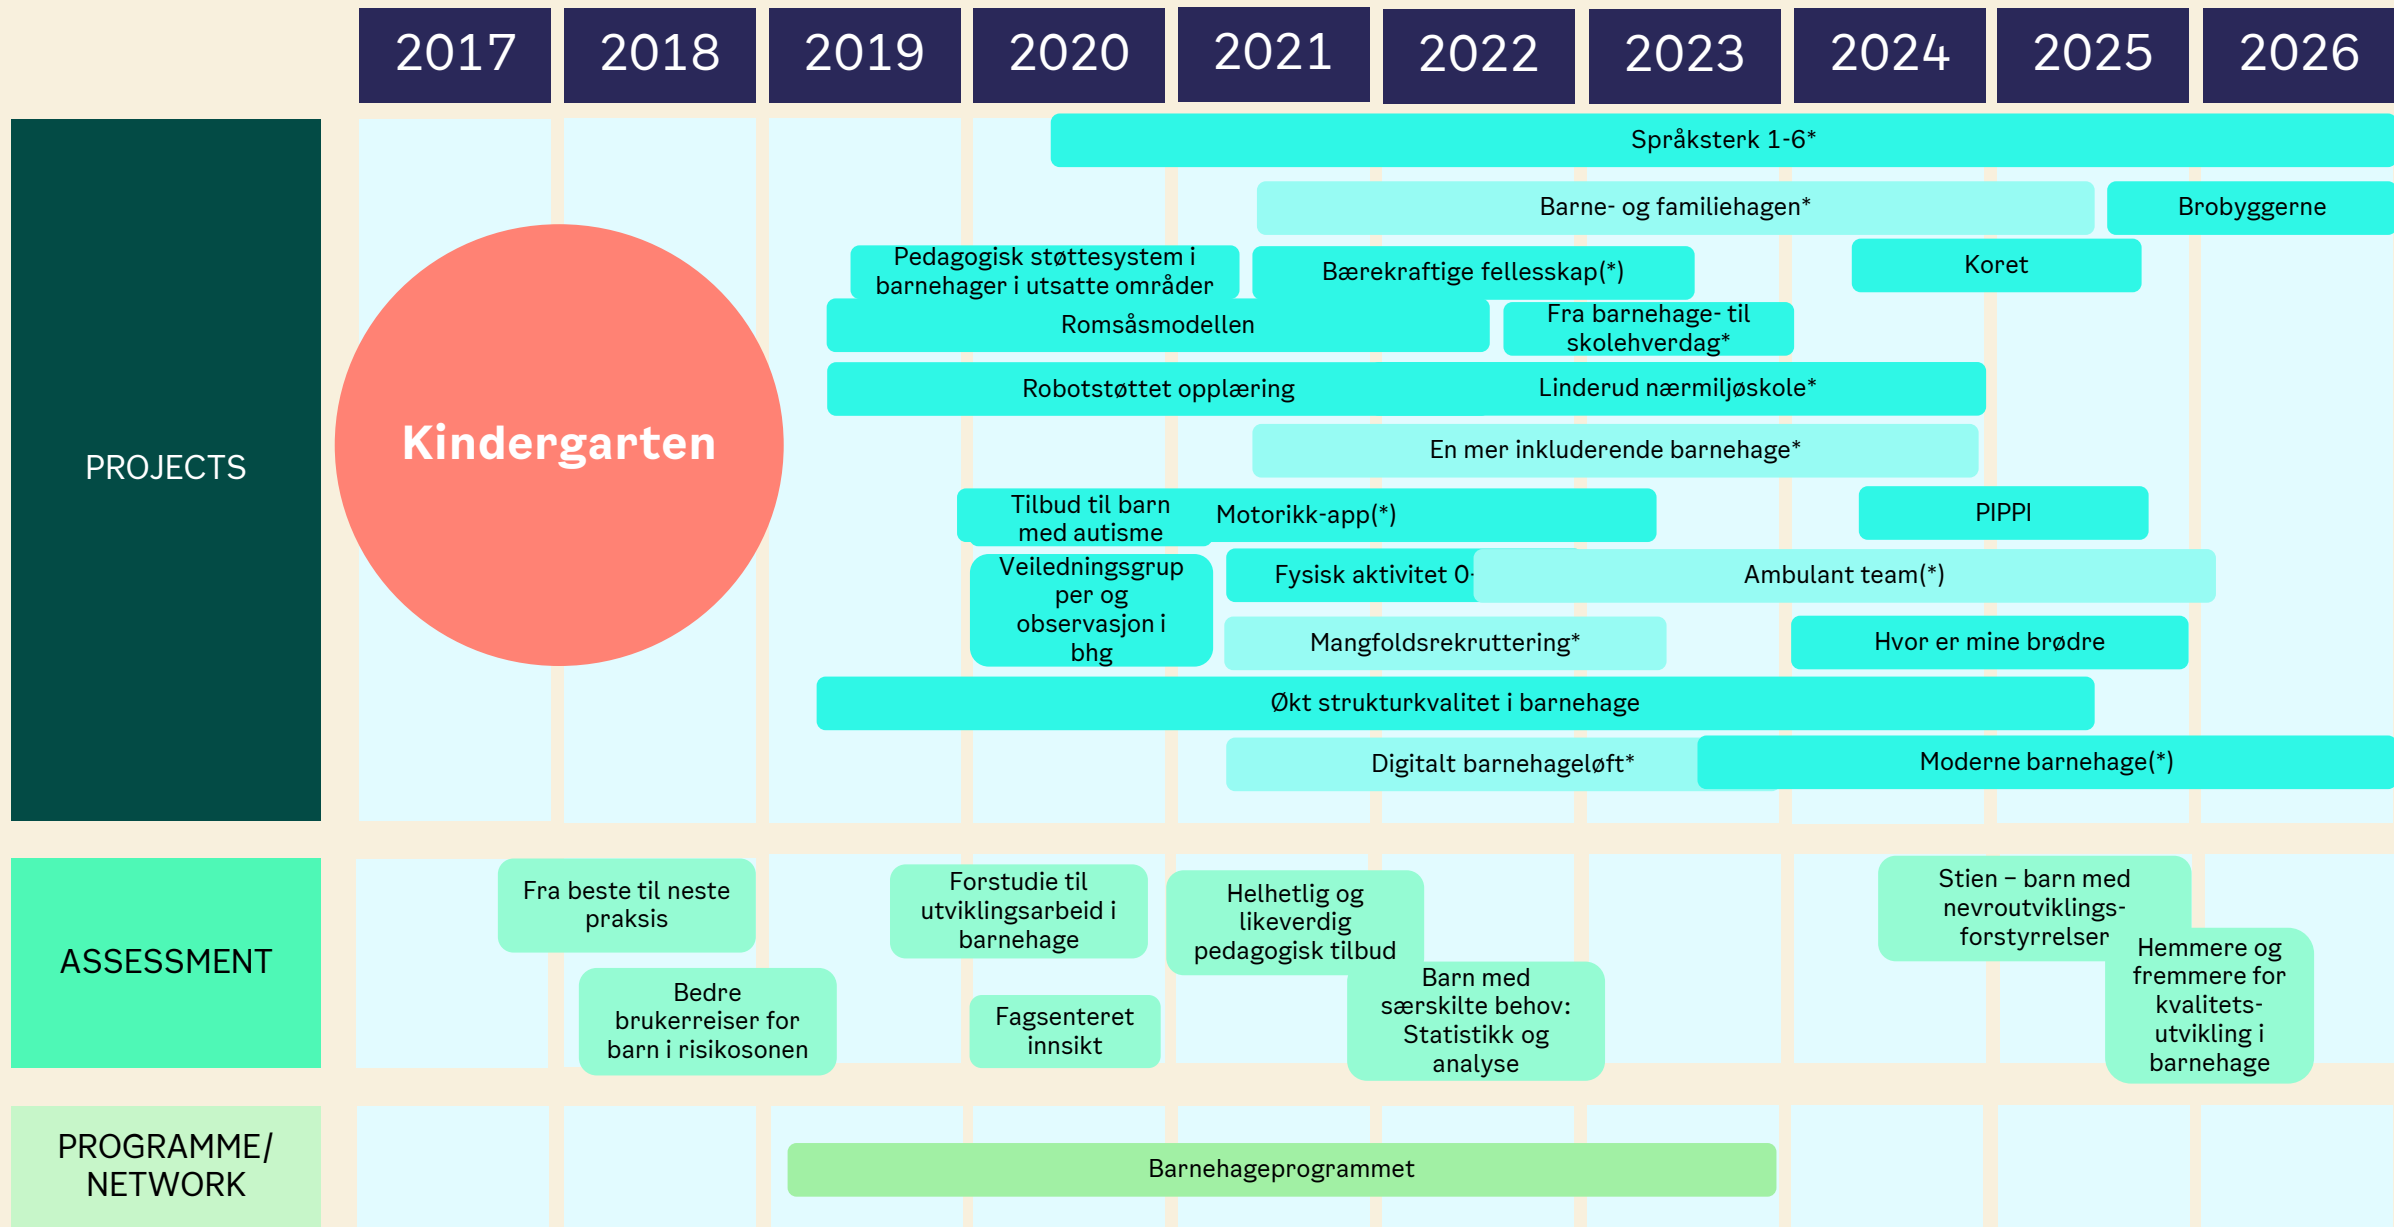 2017 2018 2019 2020 2021 2022 2023 2024 2025 2026
PROJECTS
Kindergarten
Språksterk 1-6*
Barne- og familiehagen*
Brobyggerne
Pedagogisk støttesystem i
barnehager i utsatte områder
Bærekraftige fellesskap(*)
Koret
Romsåsmodellen
Fra barnehage- til
skolehverdag*
Robotstøttet opplæring
Linderud nærmiljøskole*
En mer inkluderende barnehage*
Tilbud til barn
med autisme
Motorikk-app(*)
PIPPI
Veiledningsgrup
per og
observasjon i
bhg
Fysisk aktivitet 0-
Ambulant team(*)
Mangfoldsrekruttering*
Hvor er mine brødre
Økt strukturkvalitet i barnehage
Digitalt barnehageløft*
Moderne barnehage(*)
ASSESSMENT
Fra beste til neste
praksis
Bedre
brukerreiser for
barn i risikosonen
Forstudie til
utviklingsarbeid i
barnehage
Fagsenteret
innsikt
Helhetlig og
likeverdig
pedagogisk tilbud
Barn med
særskilte behov:
Statistikk og
analyse
Stien – barn med
nevroutviklings-
forstyrrelser
Hemmere og
fremmere for
kvalitets-
utvikling i
barnehage
PROGRAMME/
NETWORK
Barnehageprogrammet